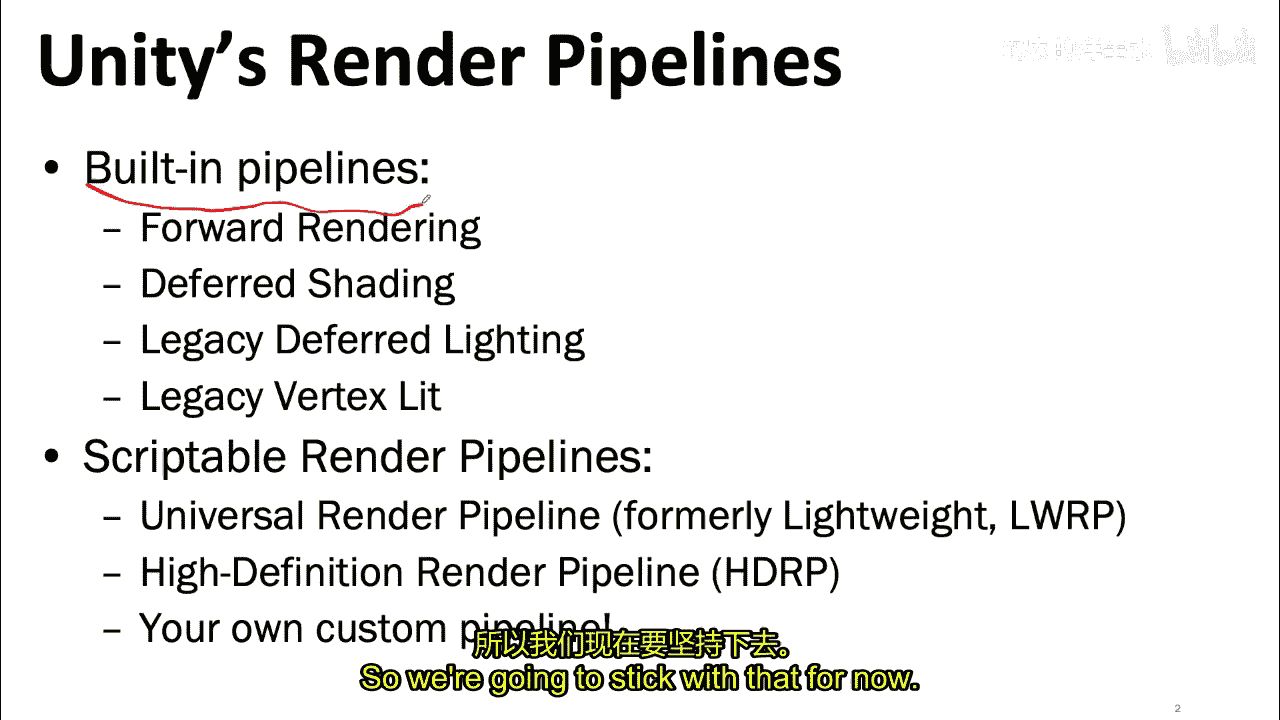 Unity's Render Pipelines
bilibili
• Built-in pipelines:
– Forward Rendering
– Deferred Shading
– Legacy Deferred Lighting
– Legacy Vertex Lit
• Scriptable Render Pipelines:
– Universal Render Pipeline (formerly Lightweight, LWRP)
– High-Definition Render Pipeline (HDRP)
– Your own custom pipeline!
所以我们现在要坚持下去。
So we're going to stick with that for now.
2